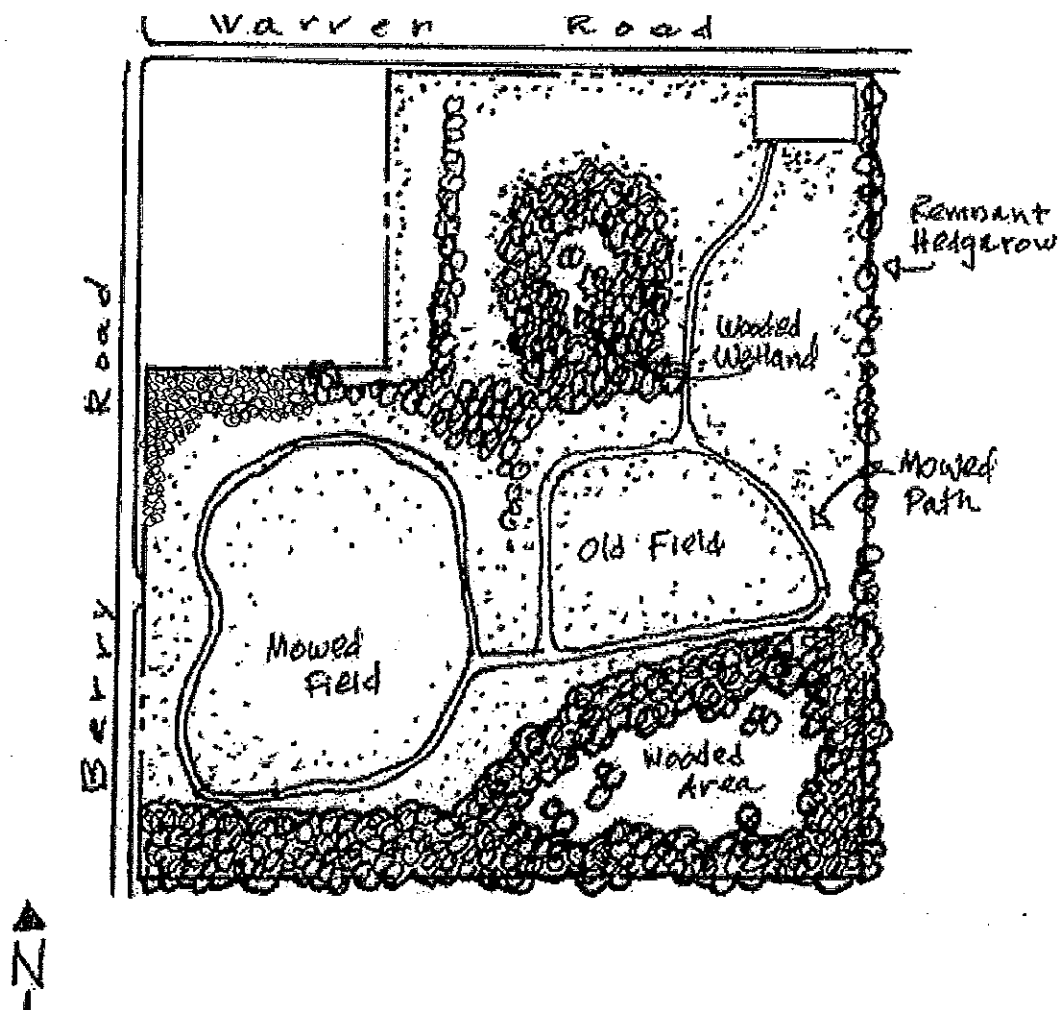 Warren Road
Remnant
Hedgerow
Wooded
Wetland
Berry Road
Mowed
Path
Old Field
Mowed
Field
Wooded
Area
N